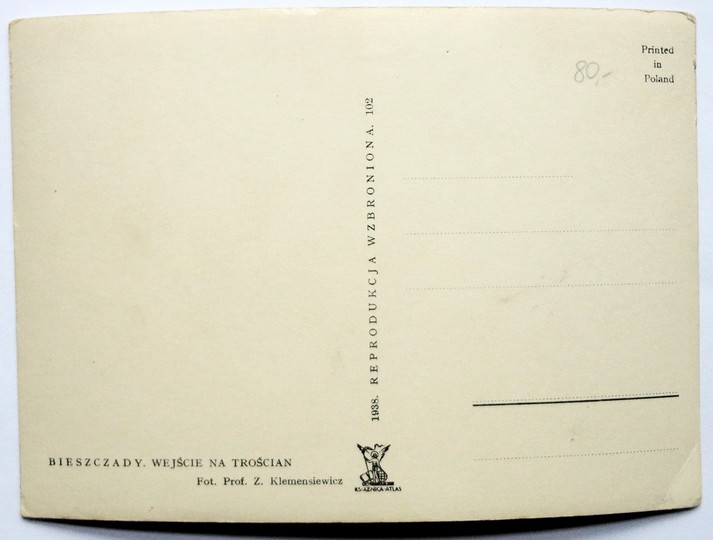 80,-
Printed
in
Poland
1938. REPRODUKCJA WZBRONIONA. 102
BIESZCZADY. WEJŚCIE NA TROŚCIAN
Fot. Prof. Z. Klemensiewicz
KSIĄŻNICA-ATLAS